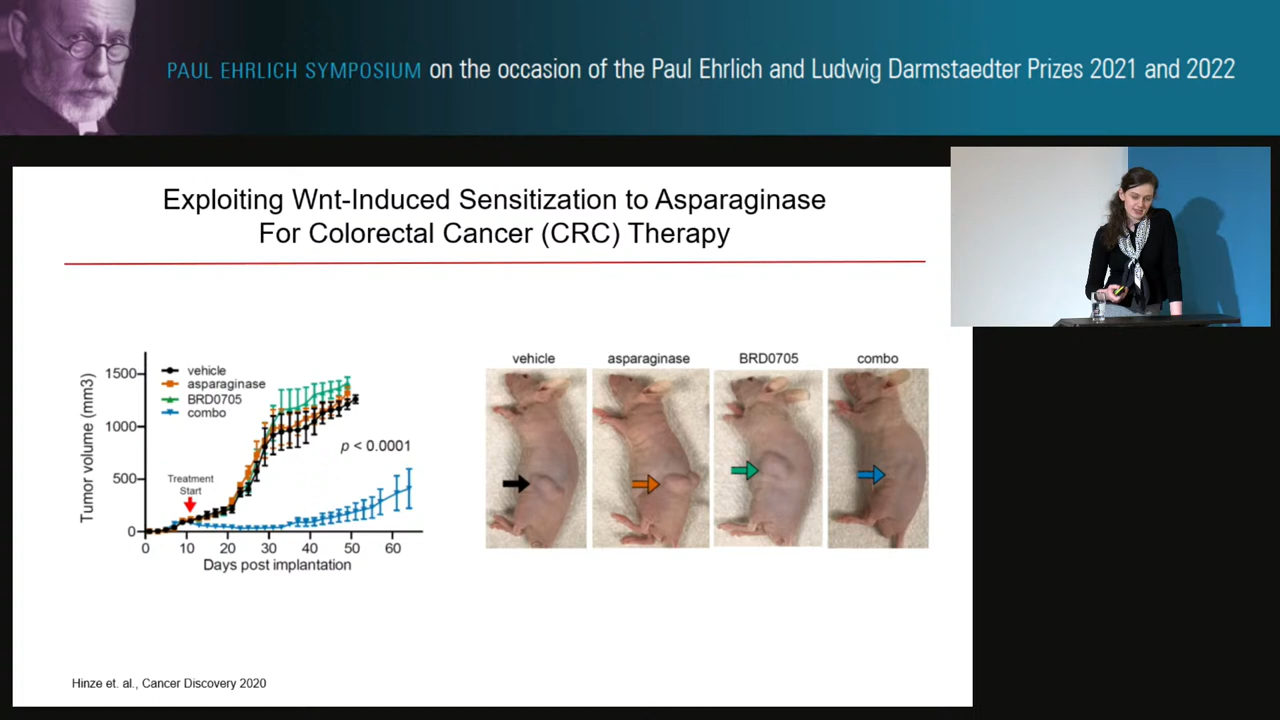 PAUL EHRLICH SYMPOSIUM on the occasion of the Paul Ehrlich and Ludwig Darmstaedter Prizes 2021 and 2022
Exploiting Wnt-Induced Sensitization to Asparaginase
For Colorectal Cancer (CRC) Therapy
Tumor volume (mm3)
1500
1000
500
0
vehicle
asparaginase
BRD0705
combo
p < 0.0001
Treatment
Start
0 10 20 30 40 50 60
Days post implantation
vehicle asparaginase BRD0705 combo
Hinze et. al., Cancer Discovery 2020